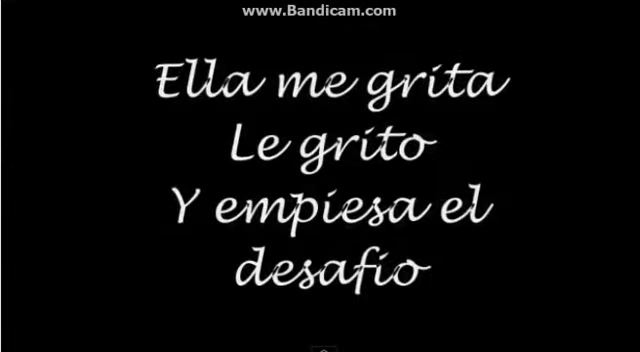 www.Bandicam.com
Ella me grita
Le grito
Y empiesa el
desafio